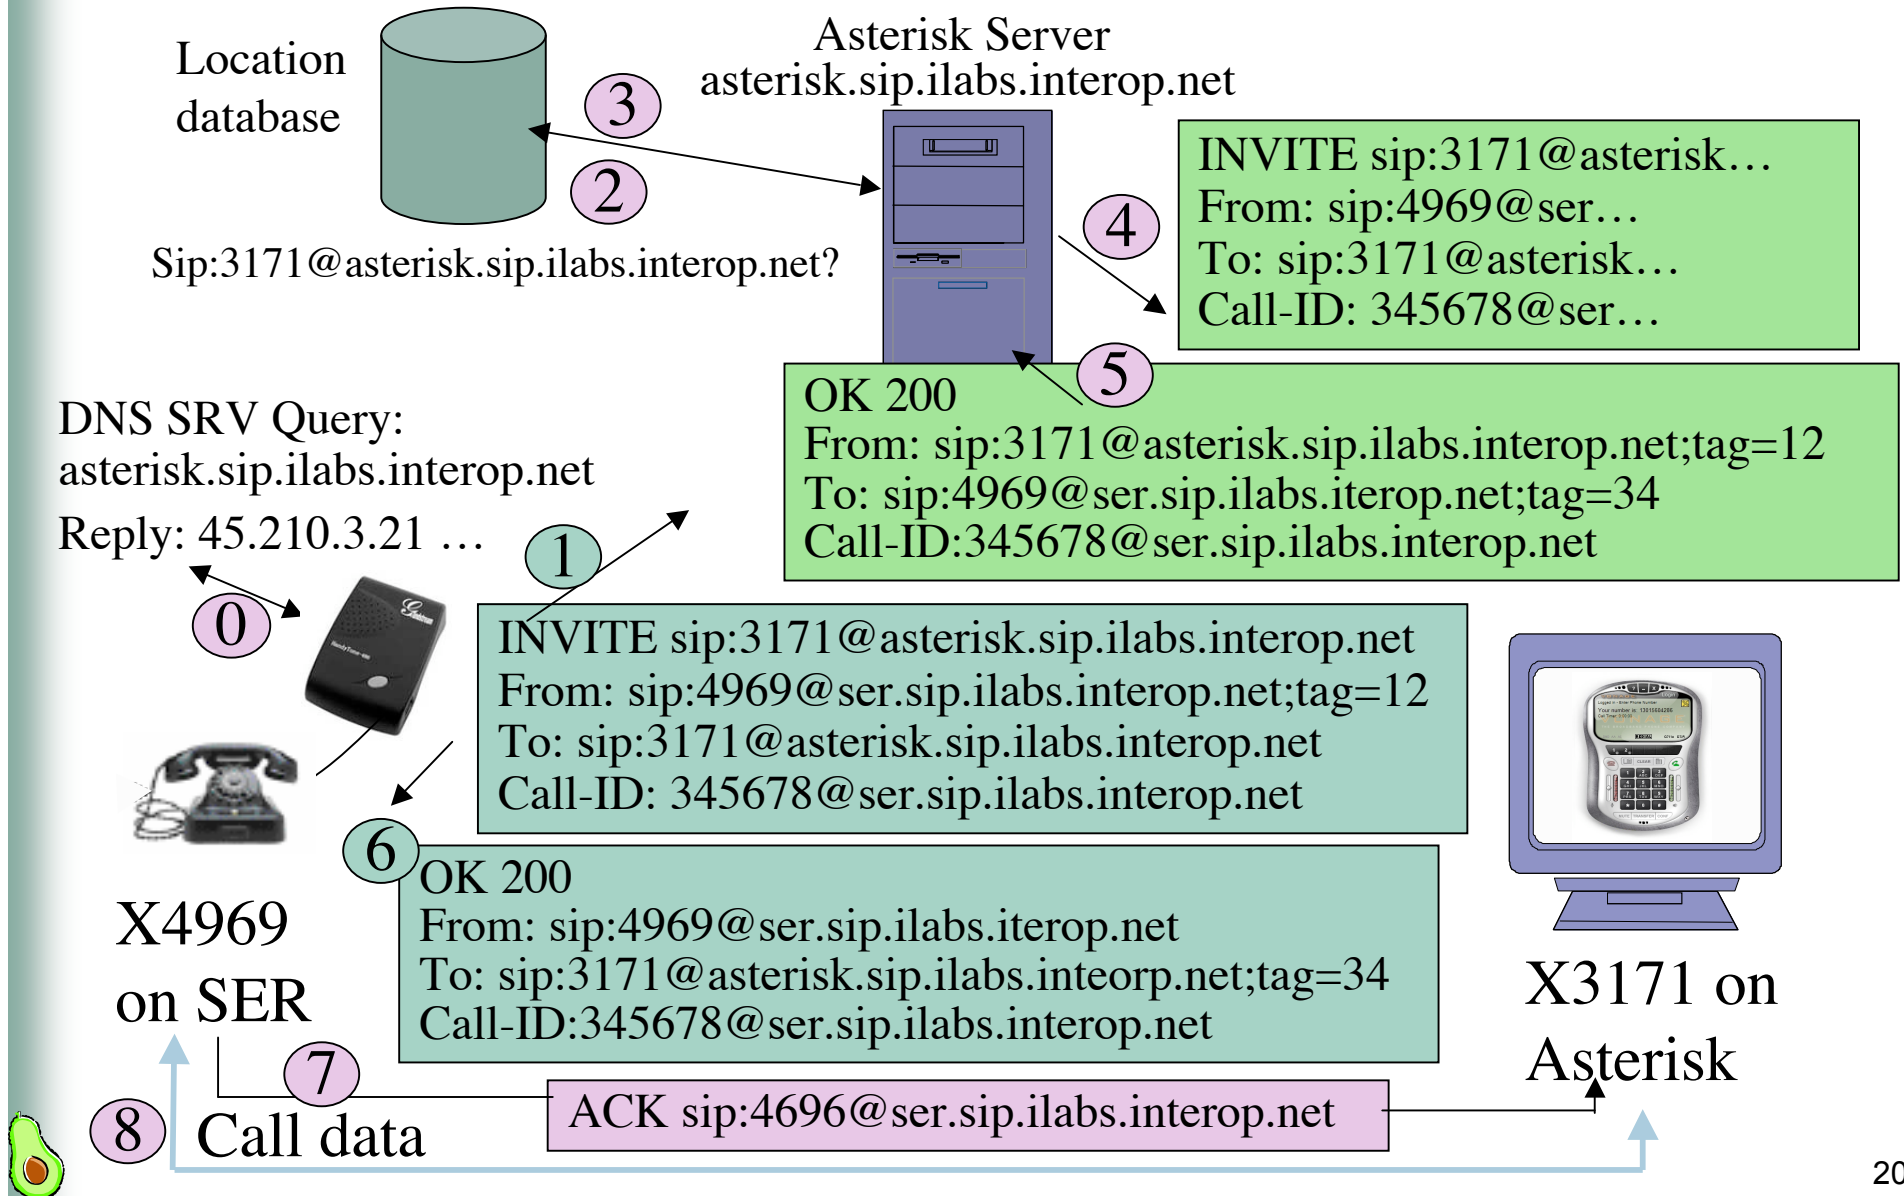 Location
database
3
2
Sip:3171@asterisk.sip.ilabs.interop.net?
Asterisk Server
asterisk.sip.ilabs.interop.net
4
INVITE sip:3171@asterisk…
From: sip:4969@ser…
To: sip:3171@asterisk…
Call-ID: 345678@ser…
5
OK 200
From: sip:3171@asterisk.sip.ilabs.interop.net;tag=12
To: sip:4969@ser.sip.ilabs.iterop.net;tag=34
Call-ID:345678@ser.sip.ilabs.interop.net
DNS SRV Query:
asterisk.sip.ilabs.interop.net
Reply: 45.210.3.21 …
0
1
INVITE sip:3171@asterisk.sip.ilabs.interop.net
From: sip:4969@ser.sip.ilabs.interop.net;tag=12
To: sip:3171@asterisk.sip.ilabs.interop.net
Call-ID: 345678@ser.sip.ilabs.interop.net
6
OK 200
From: sip:4969@ser.sip.ilabs.iterop.net
To: sip:3171@asterisk.sip.ilabs.inteorp.net;tag=34
Call-ID:345678@ser.sip.ilabs.interop.net
X4969
on SER
X3171 on
Asterisk
7
ACK sip:4696@ser.sip.ilabs.interop.net
8
Call data
20